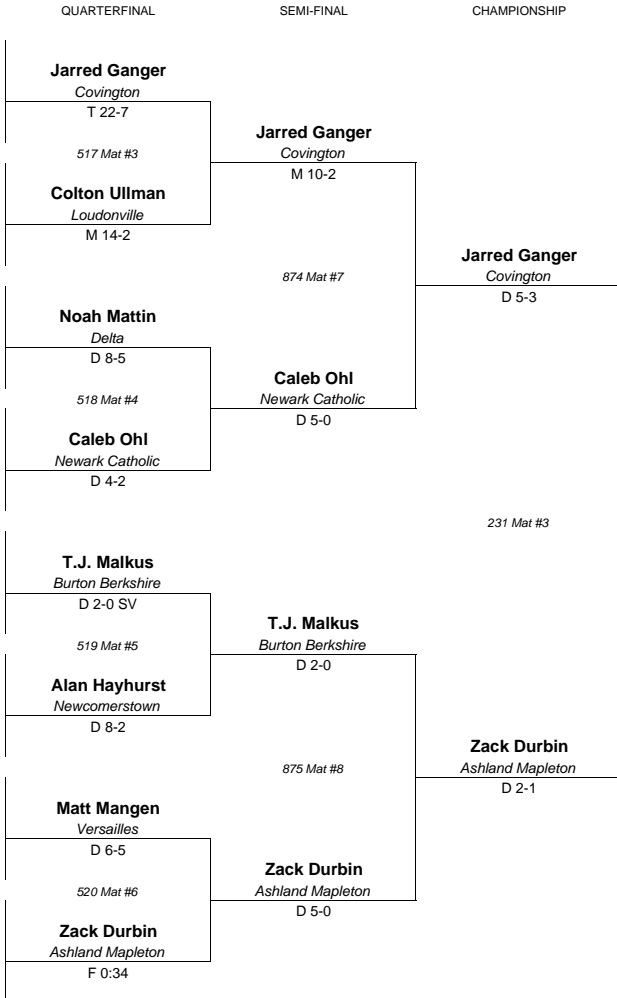 QUARTERFINAL SEMI-FINAL CHAMPIONSHIP
Jarred Ganger
Covington
T 22-7
517 Mat #3
Colton Ullman
Loudonville
M 14-2
Noah Mattin
Delta
D 8-5
518 Mat #4
Caleb Ohl
Newark Catholic
D 4-2
T.J. Malkus
Burton Berkshire
D 2-0 SV
519 Mat #5
Alan Hayhurst
Newcomerstown
D 8-2
Matt Mangen
Versailles
D 6-5
520 Mat #6
Zack Durbin
Ashland Mapleton
F 0:34
Jarred Ganger
Covington
M 10-2
874 Mat #7
Caleb Ohl
Newark Catholic
D 5-0
T.J. Malkus
Burton Berkshire
D 2-0
875 Mat #8
Zack Durbin
Ashland Mapleton
D 5-0
Jarred Ganger
Covington
D 5-3
231 Mat #3
Zack Durbin
Ashland Mapleton
D 2-1